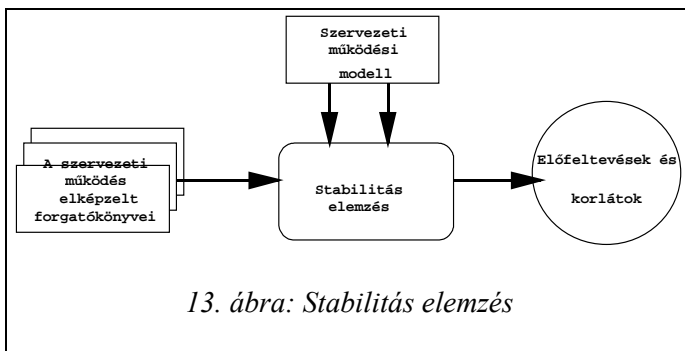 Szervezeti
működési
modell
A szervezeti
működés
elképzelt
forgatókönyvei
Stabilitás
elemzés
Előfeltevések és
korlátok
13. ábra: Stabilitás elemzés